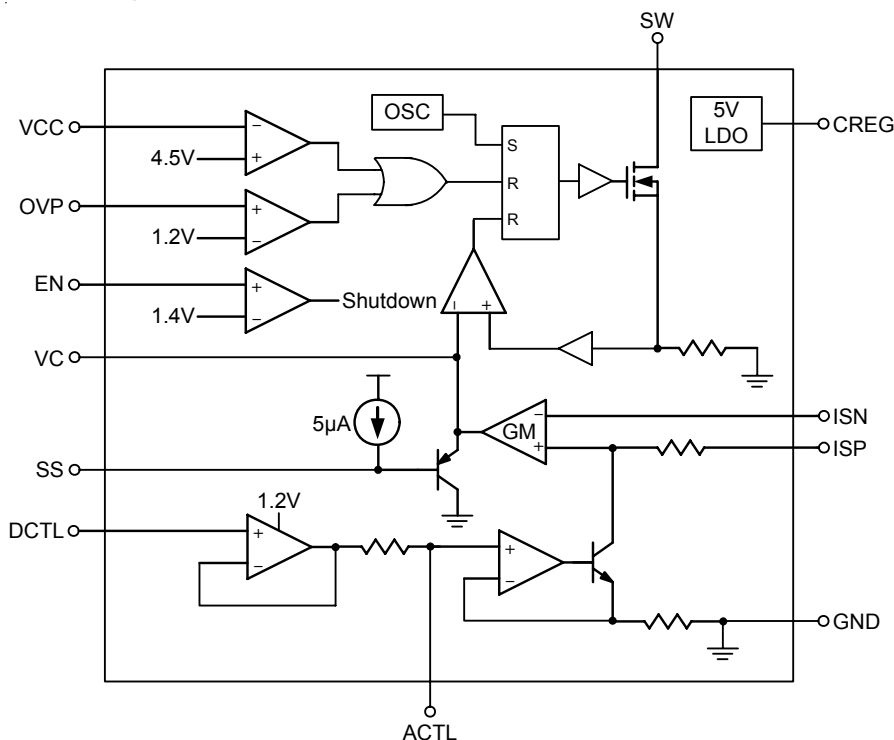 SW
VCC
−
4.5V
+
OSC
S
R
R
5V
LDO
CREG
OVP
+
1.2V
−
EN
+
1.4V
−
Shutdown
−
+
VC
5µA
GM
−
+
ISN
ISP
SS
DCTL
1.2V
+
−
+
−
GND
ACTL